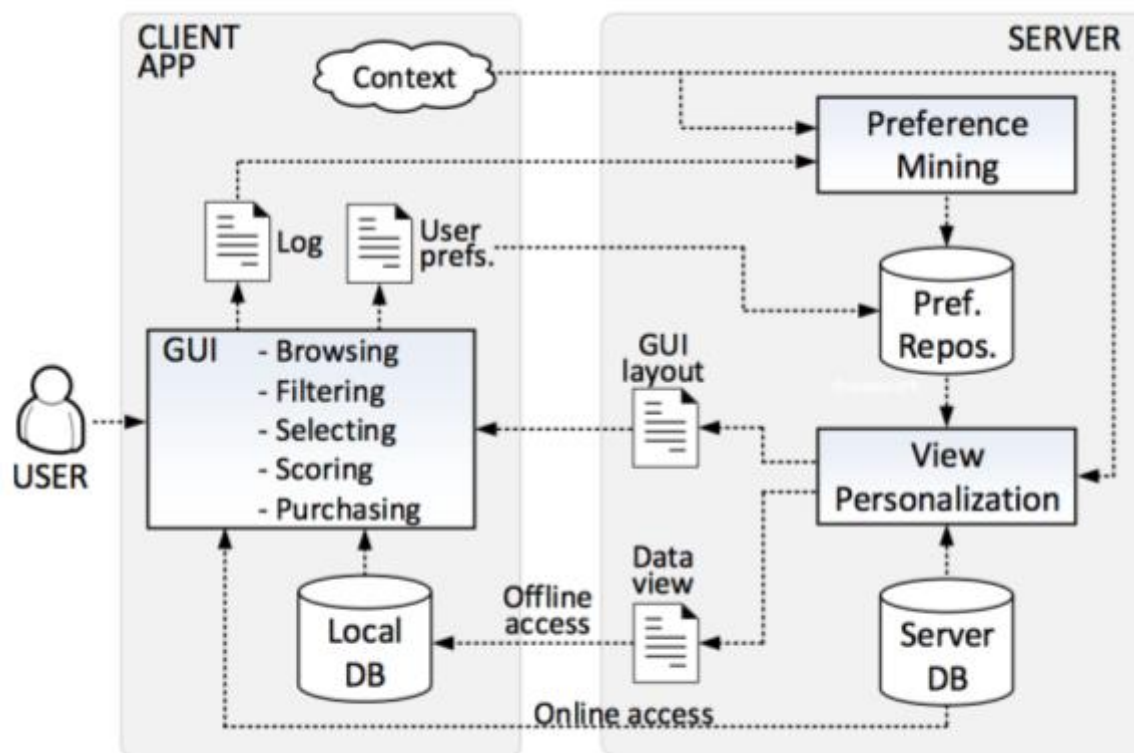 CLIENT
APP
SERVER
Context
Preference
Mining
Log
User
prefs.
Pref.
Repos.
GUI
- Browsing
- Filtering
- Selecting
- Scoring
- Purchasing
GUI
layout
USER
View
Personalization
Data
view
Offline
access
Local
DB
Server
DB
Online access